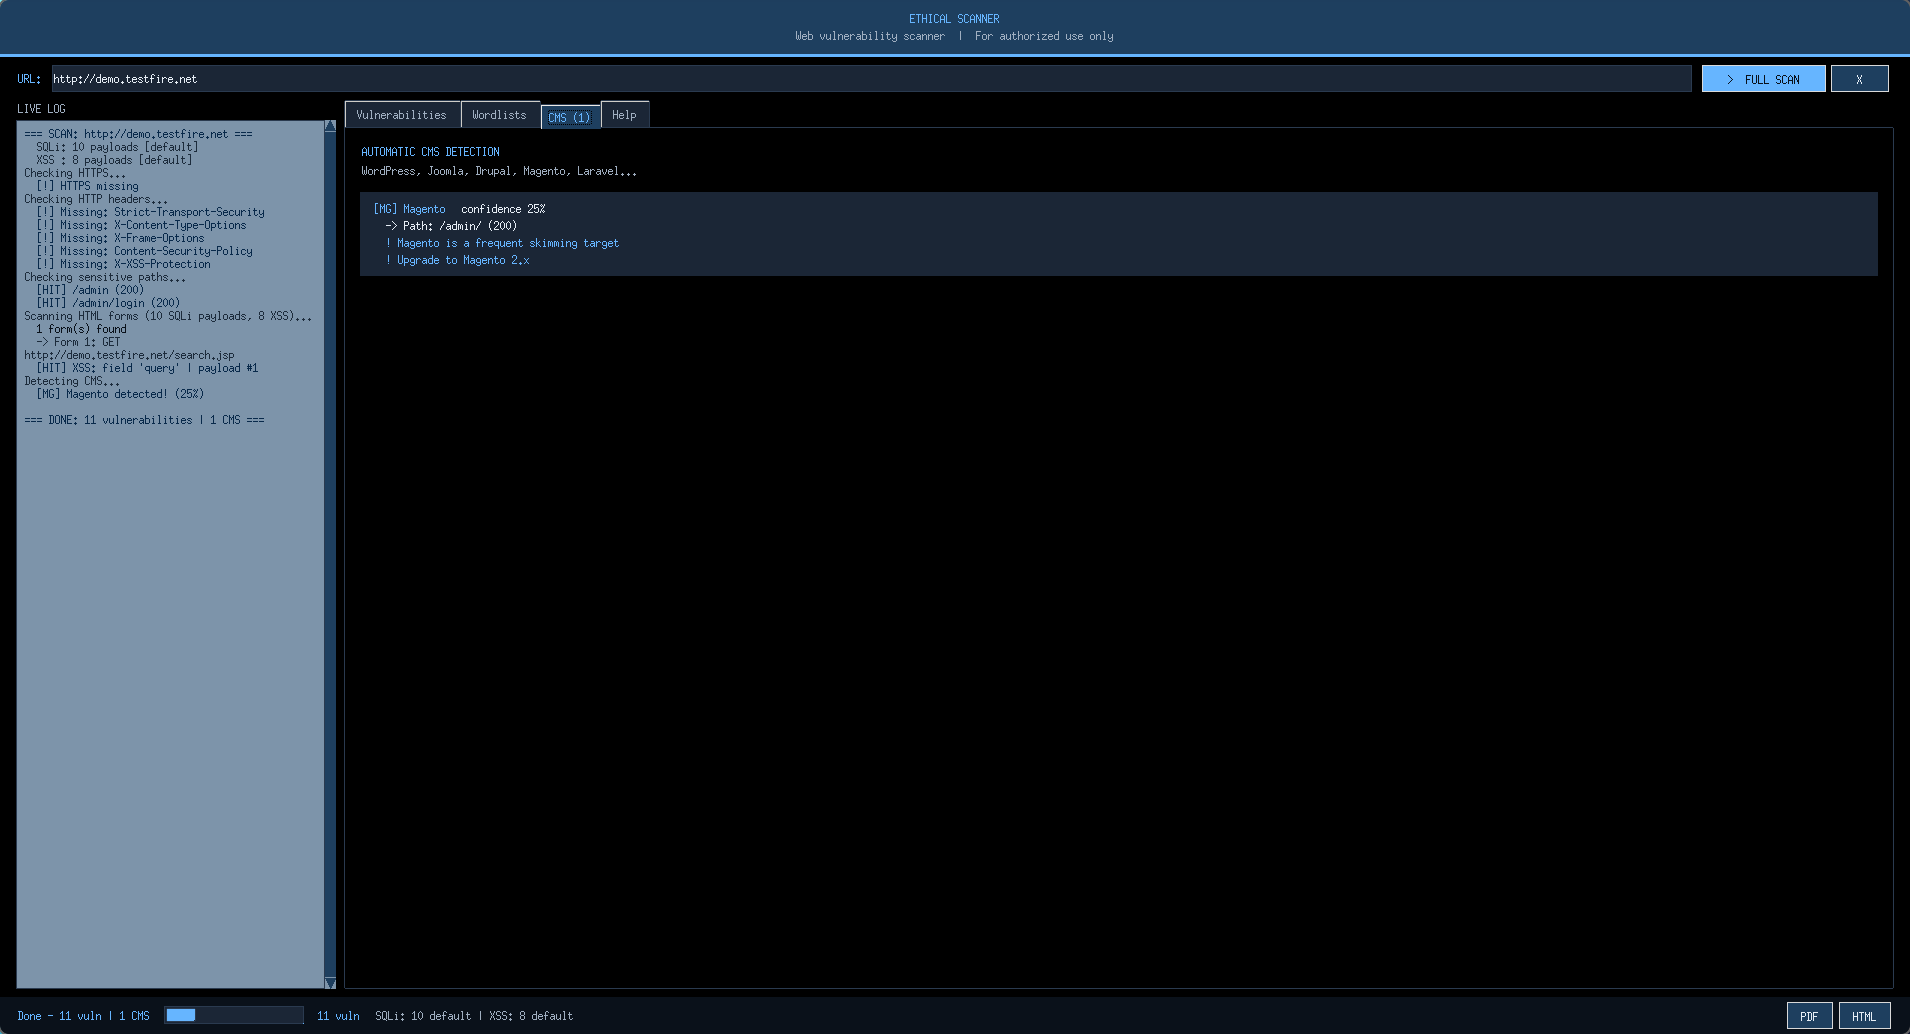 ETHICAL SCANNER
Web vulnerability scanner | For authorized use only
URL: http://demo.testfire.net > FULL SCAN X
LIVE LOG
=== SCAN: http://demo.testfire.net ===
SQLi: 10 payloads [default]
XSS : 8 payloads [default]
Checking HTTPS...
[!] HTTPS missing
Checking HTTP headers...
[!] Missing: Strict-Transport-Security
[!] Missing: X-Content-Type-Options
[!] Missing: X-Frame-Options
[!] Missing: Content-Security-Policy
[!] Missing: X-XSS-Protection
Checking sensitive paths...
[HIT] /admin (200)
[HIT] /admin/login (200)
Scanning HTML forms (10 SQLi payloads, 8 XSS)...
1 form(s) found
-> Form 1: GET
http://demo.testfire.net/search.jsp
[HIT] XSS: field 'query' | payload #1
Detecting CMS...
[MG] Magento detected! (25%)
=== DONE: 11 vulnerabilities | 1 CMS ===
Vulnerabilities Wordlists CMS (1) Help
AUTOMATIC CMS DETECTION
WordPress, Joomla, Drupal, Magento, Laravel...
[MG] Magento confidence 25%
-> Path: /admin/ (200)
! Magento is a frequent skimming target
! Upgrade to Magento 2.x
Done - 11 vuln | 1 CMS 11 vuln SQLi: 10 default | XSS: 8 default PDF HTML